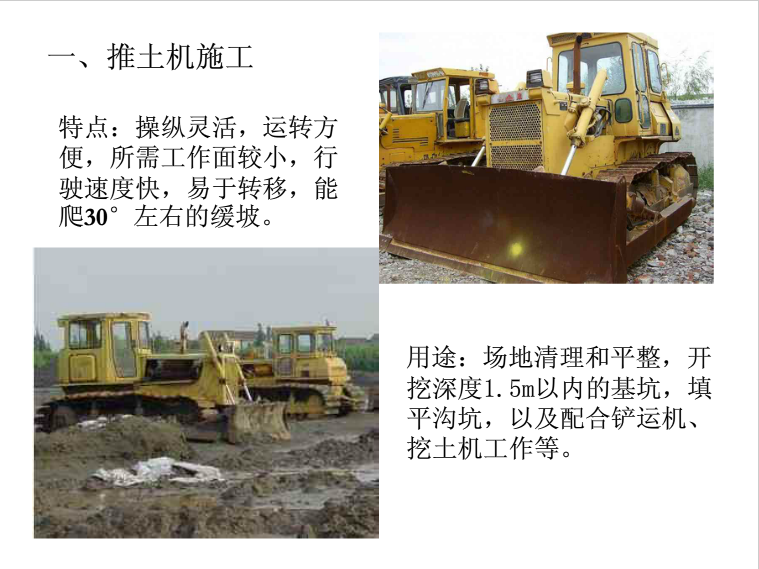 一、推土机施工
特点：操纵灵活，运转方
便，所需工作面较小，行
驶速度快，易于转移，能
爬30°左右的缓坡。
用途：场地清理和平整，开
挖深度1.5m以内的基坑，填
平沟坑，以及配合铲运机、
挖土机工作等。